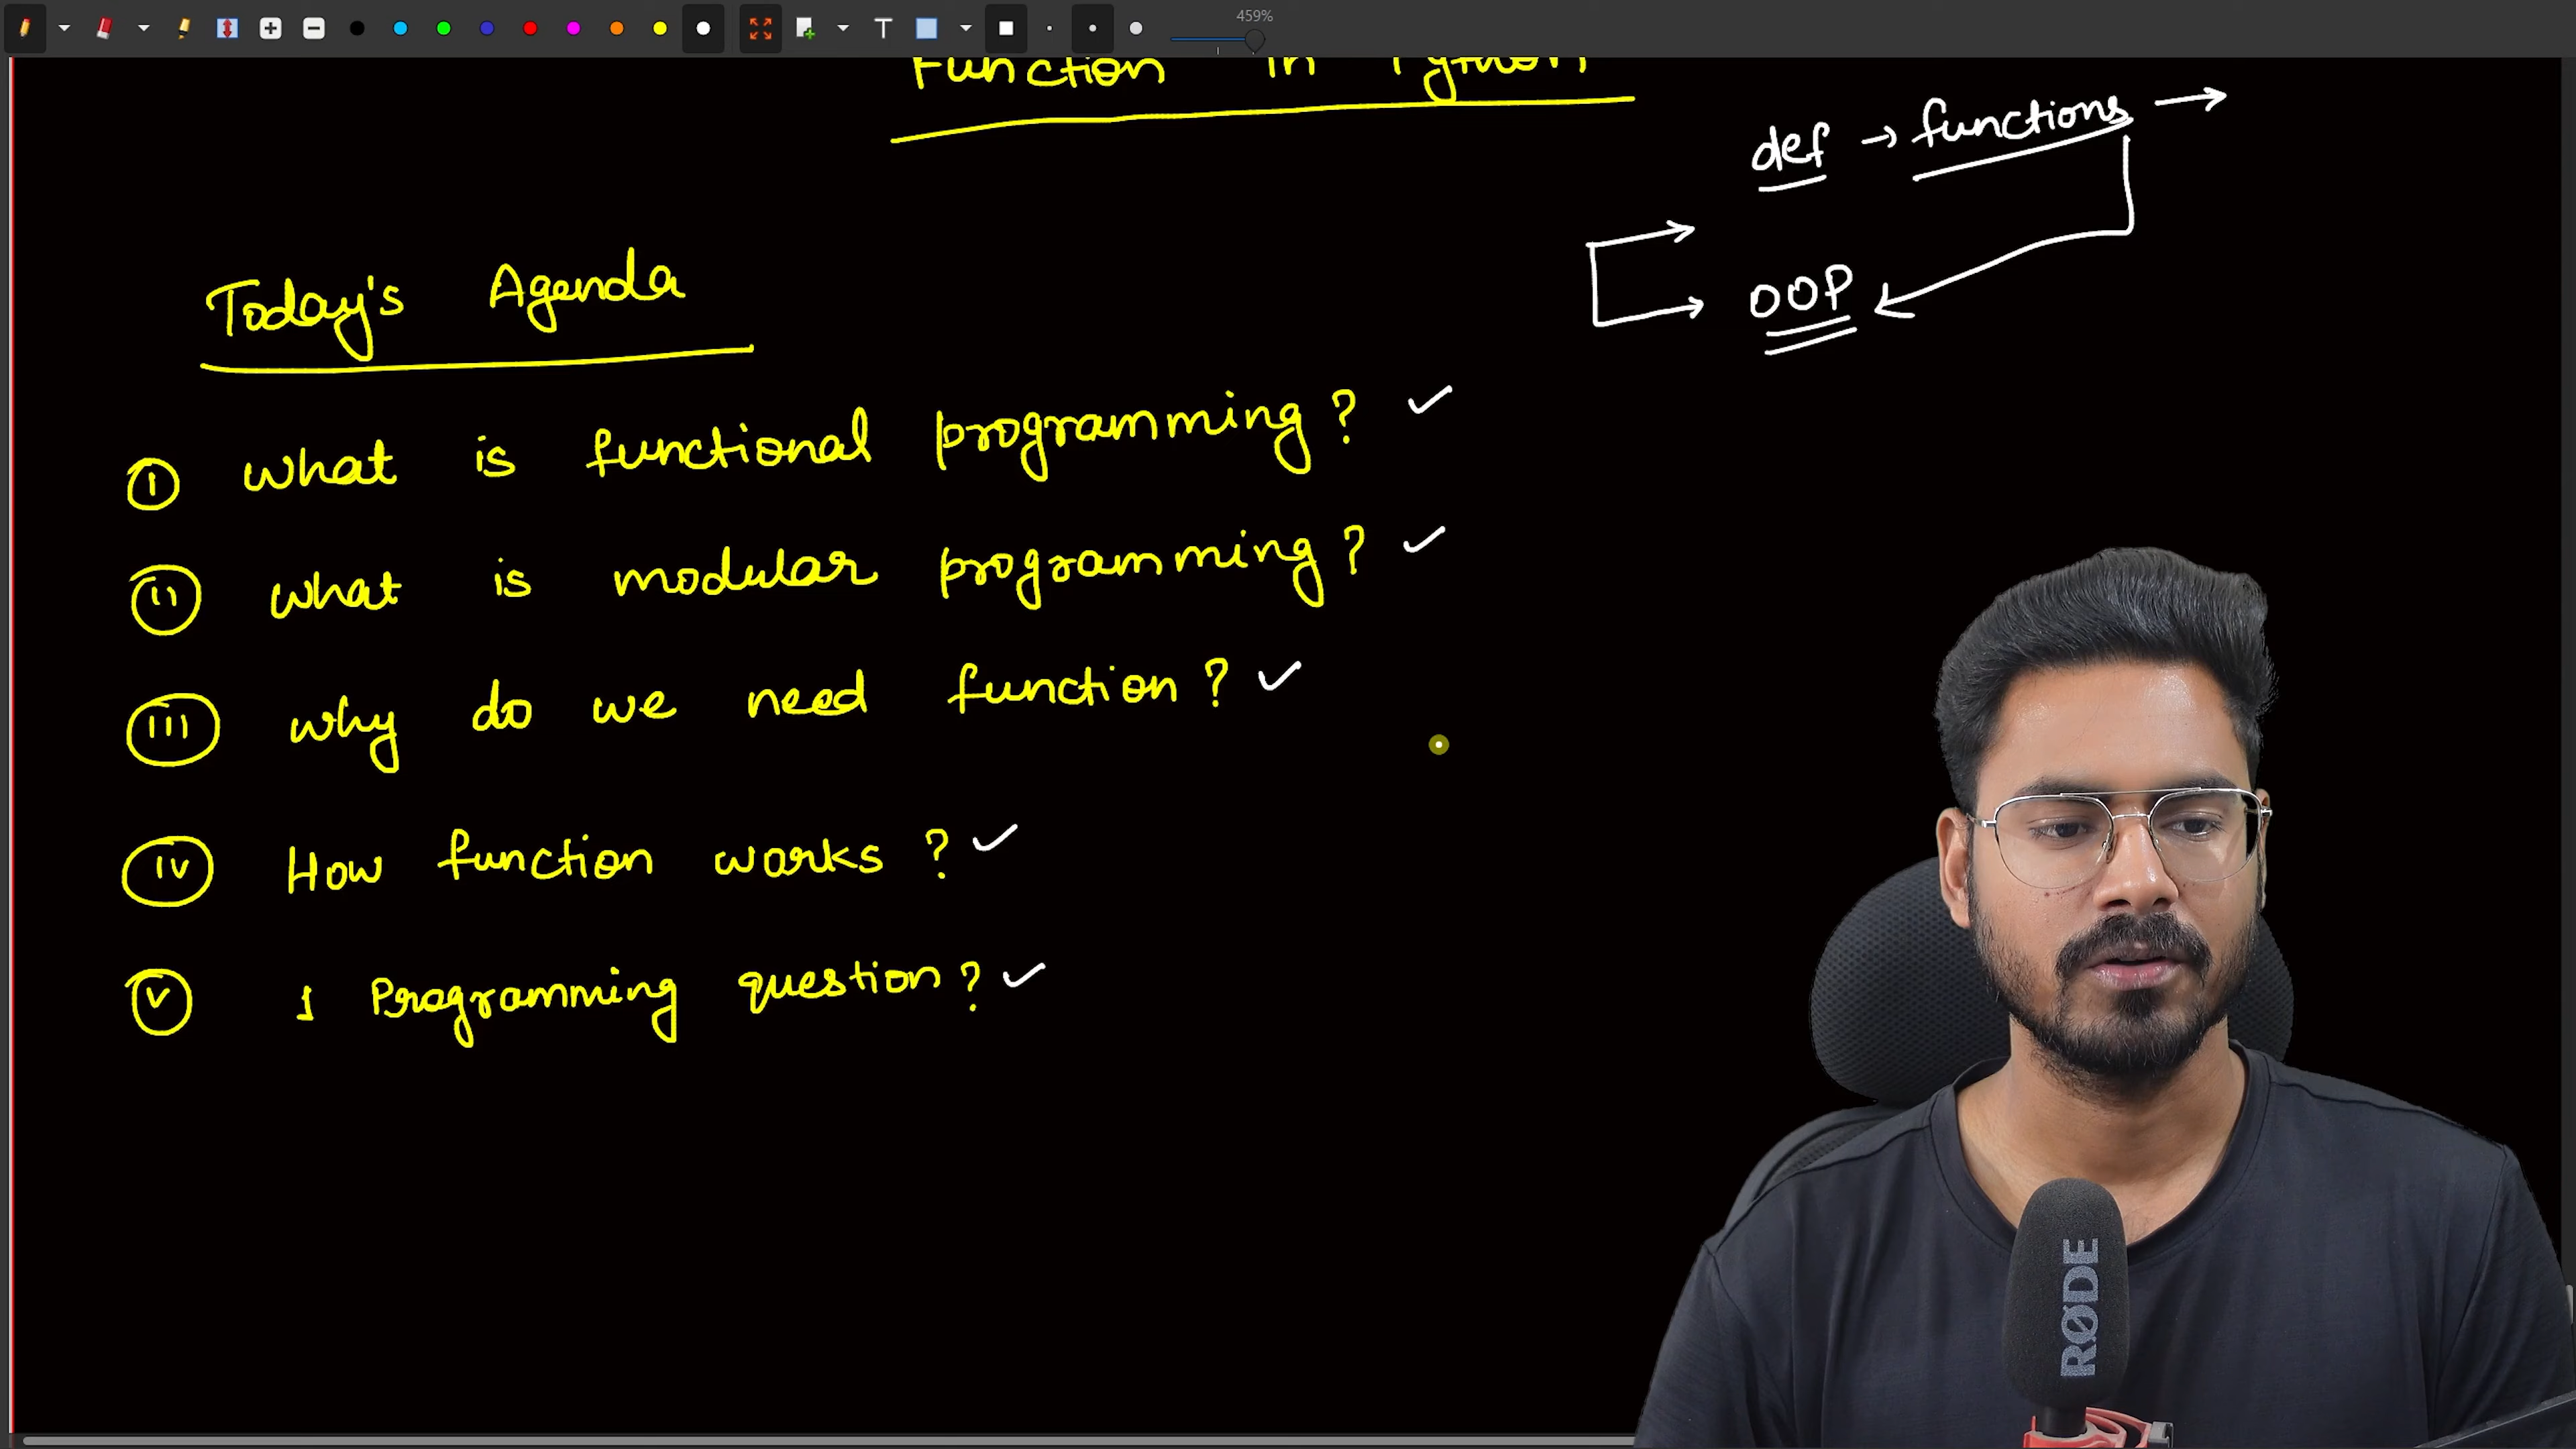 459%
Function in Python
def → functions →
OOP
Today's Agenda
(i) what is functional programming? ✓
(ii) what is modular programming? ✓
(iii) why do we need function? ✓
(iv) How function works? ✓
(v) 1 Programming question? ✓
RØDE